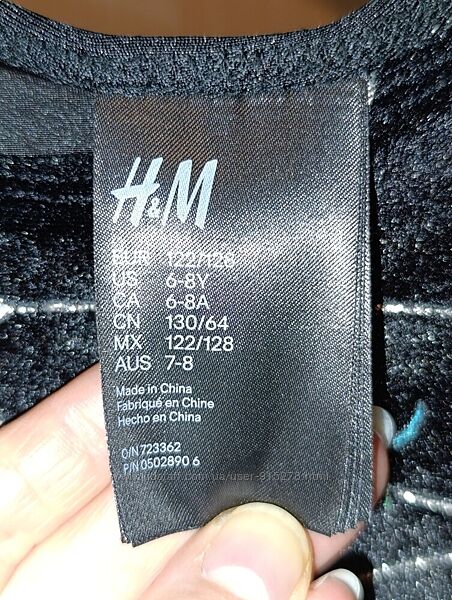 H&M
EUR 122/128
US 6-8Y
CA 6-8A
CN 130/64
MX 122/128
AUS 7-8
Made in China
Fabriqué en Chine
Hecho en China
O/N 723362
P/N 0502890 6